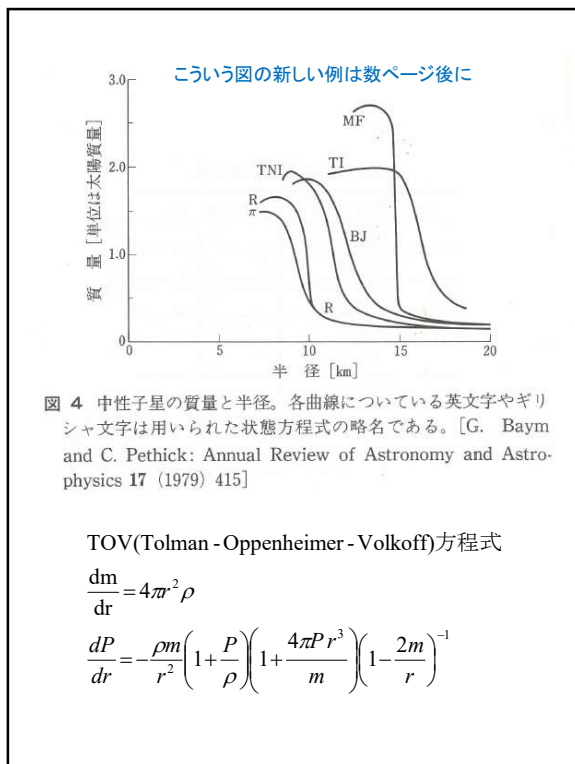 こういう図の新しい例は数ページ後に
3.0
MF
TNI
TI
2.0
R
π
BJ
1.0
R
0
0
5
10
15
20
質 量 [単位は太陽質量]
半 径 [km]
図 4 中性子星の質量と半径。各曲線についている英文字やギリ
シャ文字は用いられた状態方程式の略名である。[G. Baym
and C. Pethick: Annual Review of Astronomy and Astro-
physics 17 (1979) 415]
TOV(Tolman - Oppenheimer - Volkoff)方程式
dm/dr = 4πr²ρ
dP/dr = −ρm/r² (1+P/ρ)(1+4πPr³/m)(1−2m/r)⁻¹